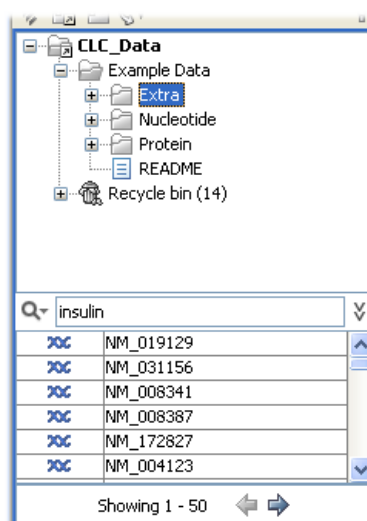 CLC_Data
Example Data
Extra
Nucleotide
Protein
README
Recycle bin (14)
insulin
NM_019129
NM_031156
NM_008341
NM_008387
NM_172827
NM_004123
Showing 1 - 50